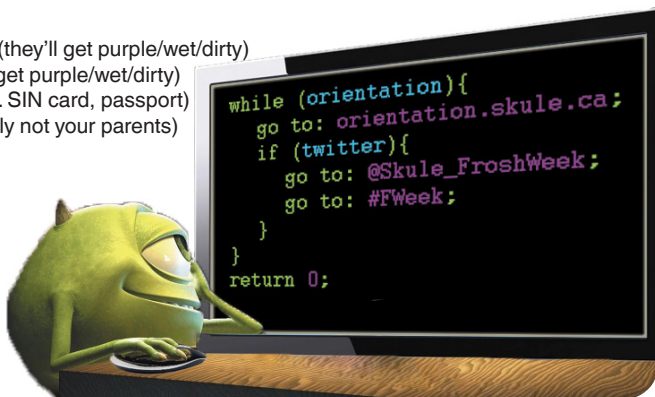 (they'll get purple/wet/dirty)
get purple/wet/dirty)
SIN card, passport)
not your parents)
while (orientation){
go to: orientation.skule.ca;
if (twitter){
go to: @Skule_FroshWeek;
go to: #FWeek;
}
}
return 0;